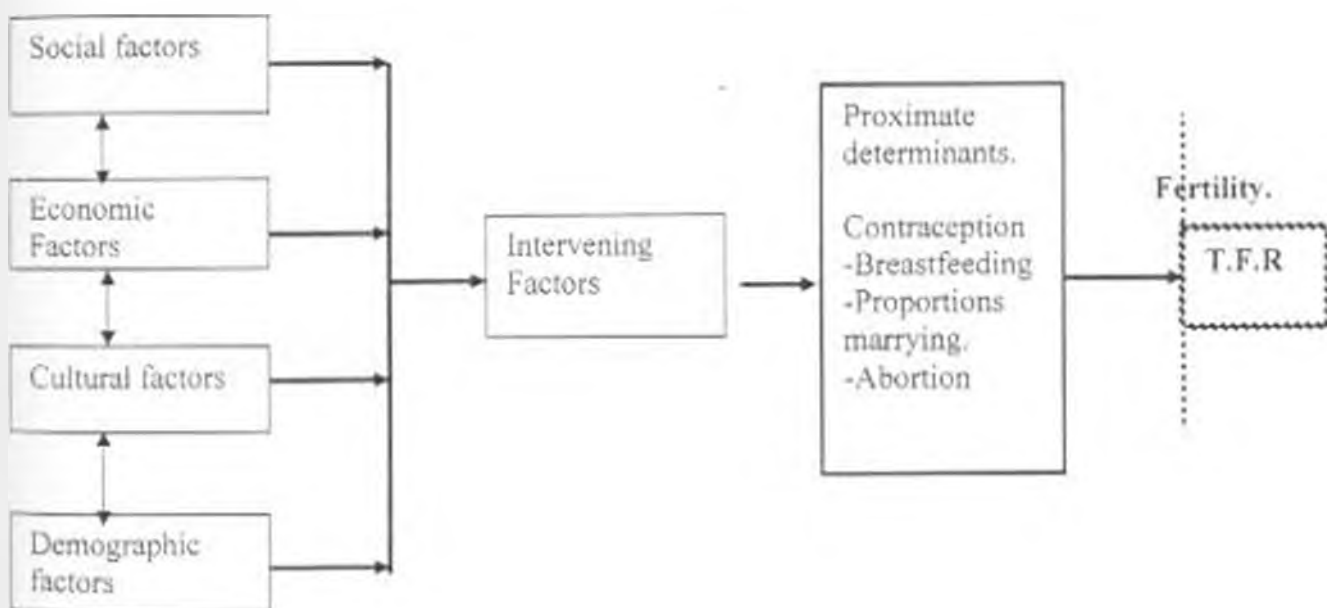 Social factors
Economic
Factors
Cultural factors
Demographic
factors
Intervening
Factors
Proximate
determinants.
Contraception
-Breastfeeding
-Proportions
marrying.
-Abortion
Fertility.
T.F.R